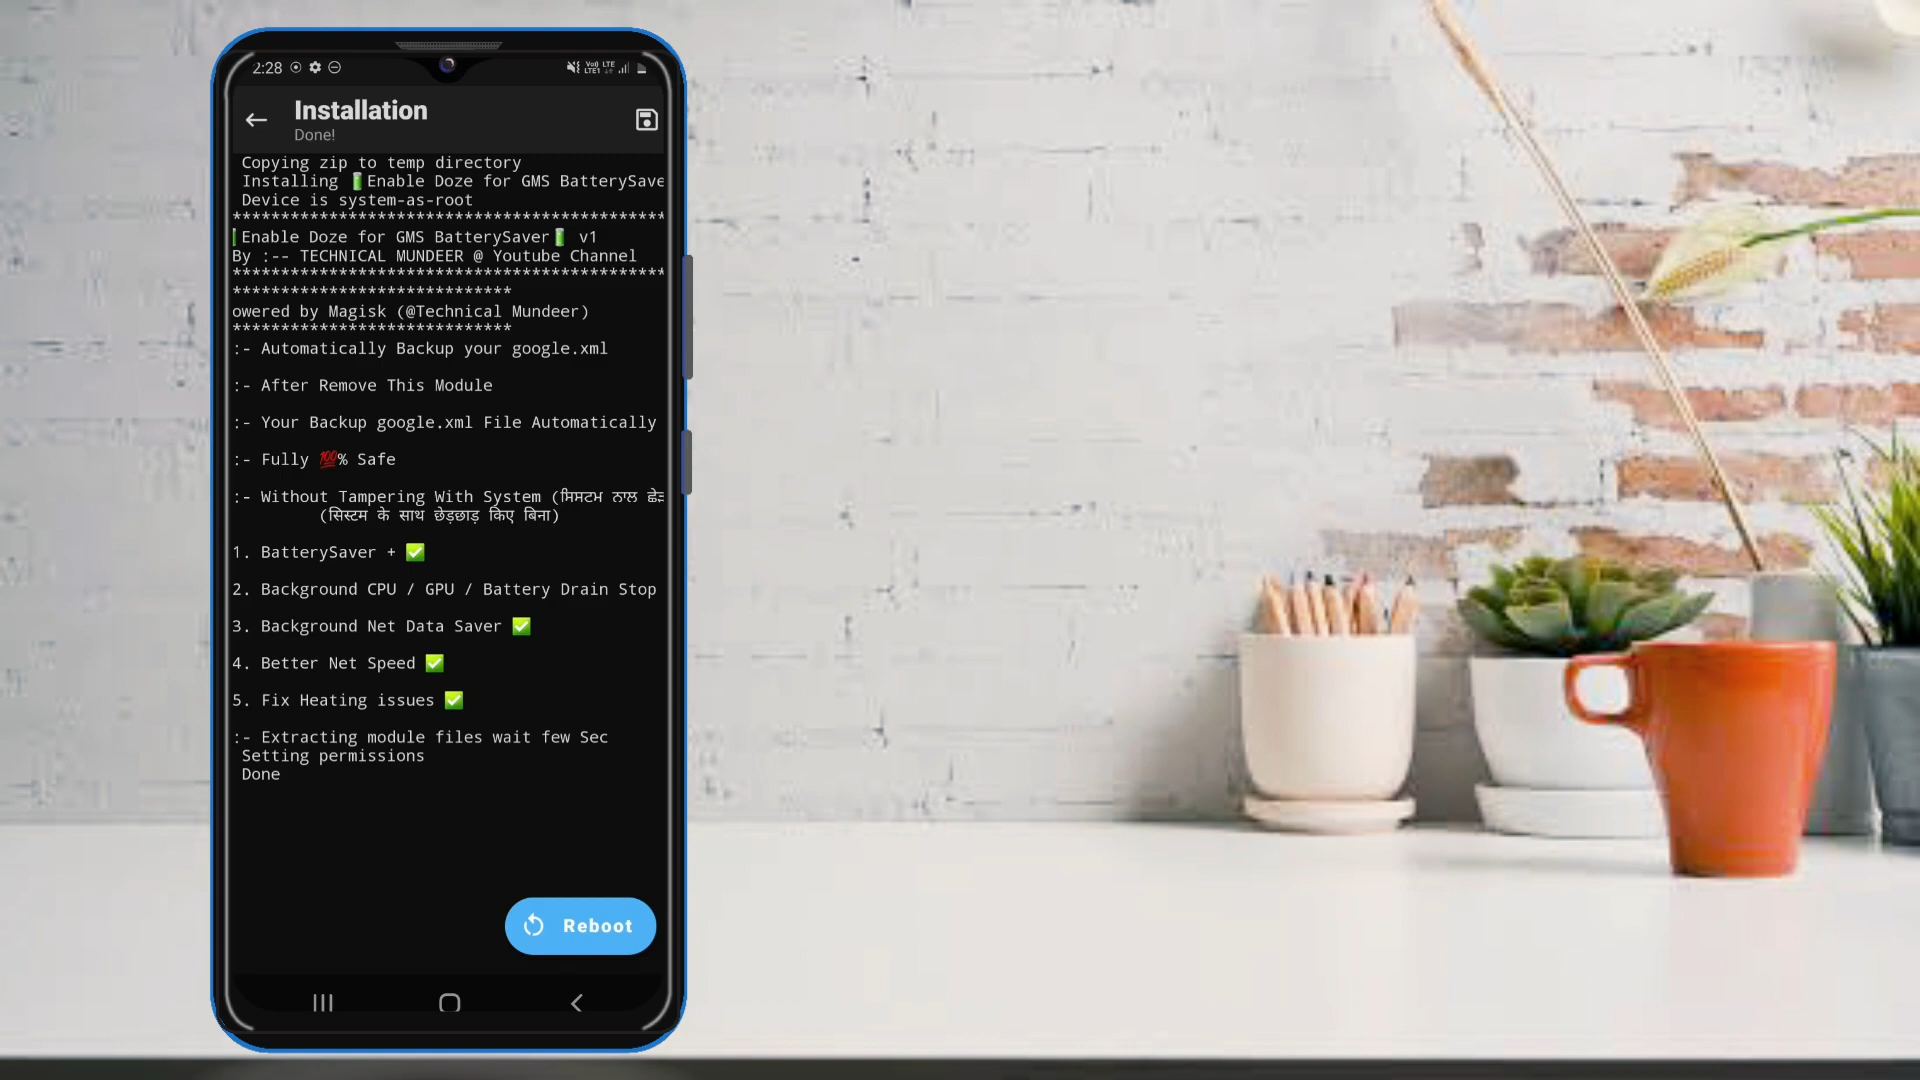 2:28
Vo) LTE
LTE1
Installation
Done!
Copying zip to temp directory
Installing 🔋Enable Doze for GMS BatterySave
Device is system-as-root
*********************************************
Enable Doze for GMS BatterySaver🔋 v1
By :-- TECHNICAL MUNDEER @ Youtube Channel
*********************************************
*****************************
owered by Magisk (@Technical Mundeer)
*****************************
:- Automatically Backup your google.xml
:- After Remove This Module
:- Your Backup google.xml File Automatically
:- Fully 💯% Safe
:- Without Tampering With System (ਸਿਸਟਮ ਨਾਲ
(सिस्टम के साथ छेड़छाड़ किए बिना)
1. BatterySaver + ✅
2. Background CPU / GPU / Battery Drain Stop
3. Background Net Data Saver ✅
4. Better Net Speed ✅
5. Fix Heating issues ✅
:- Extracting module files wait few Sec
Setting permissions
Done
Reboot